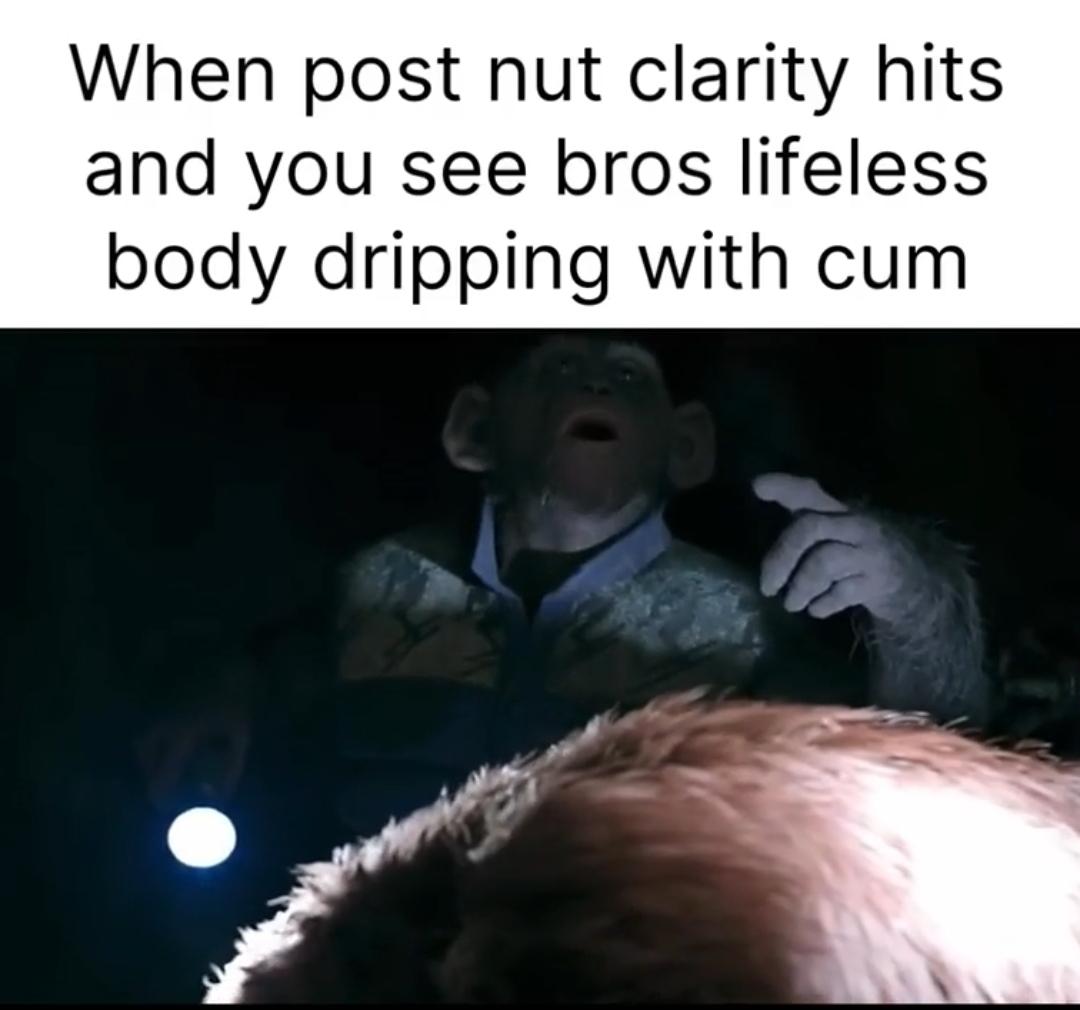 When post nut clarity hits
and you see bros lifeless
body dripping with cum